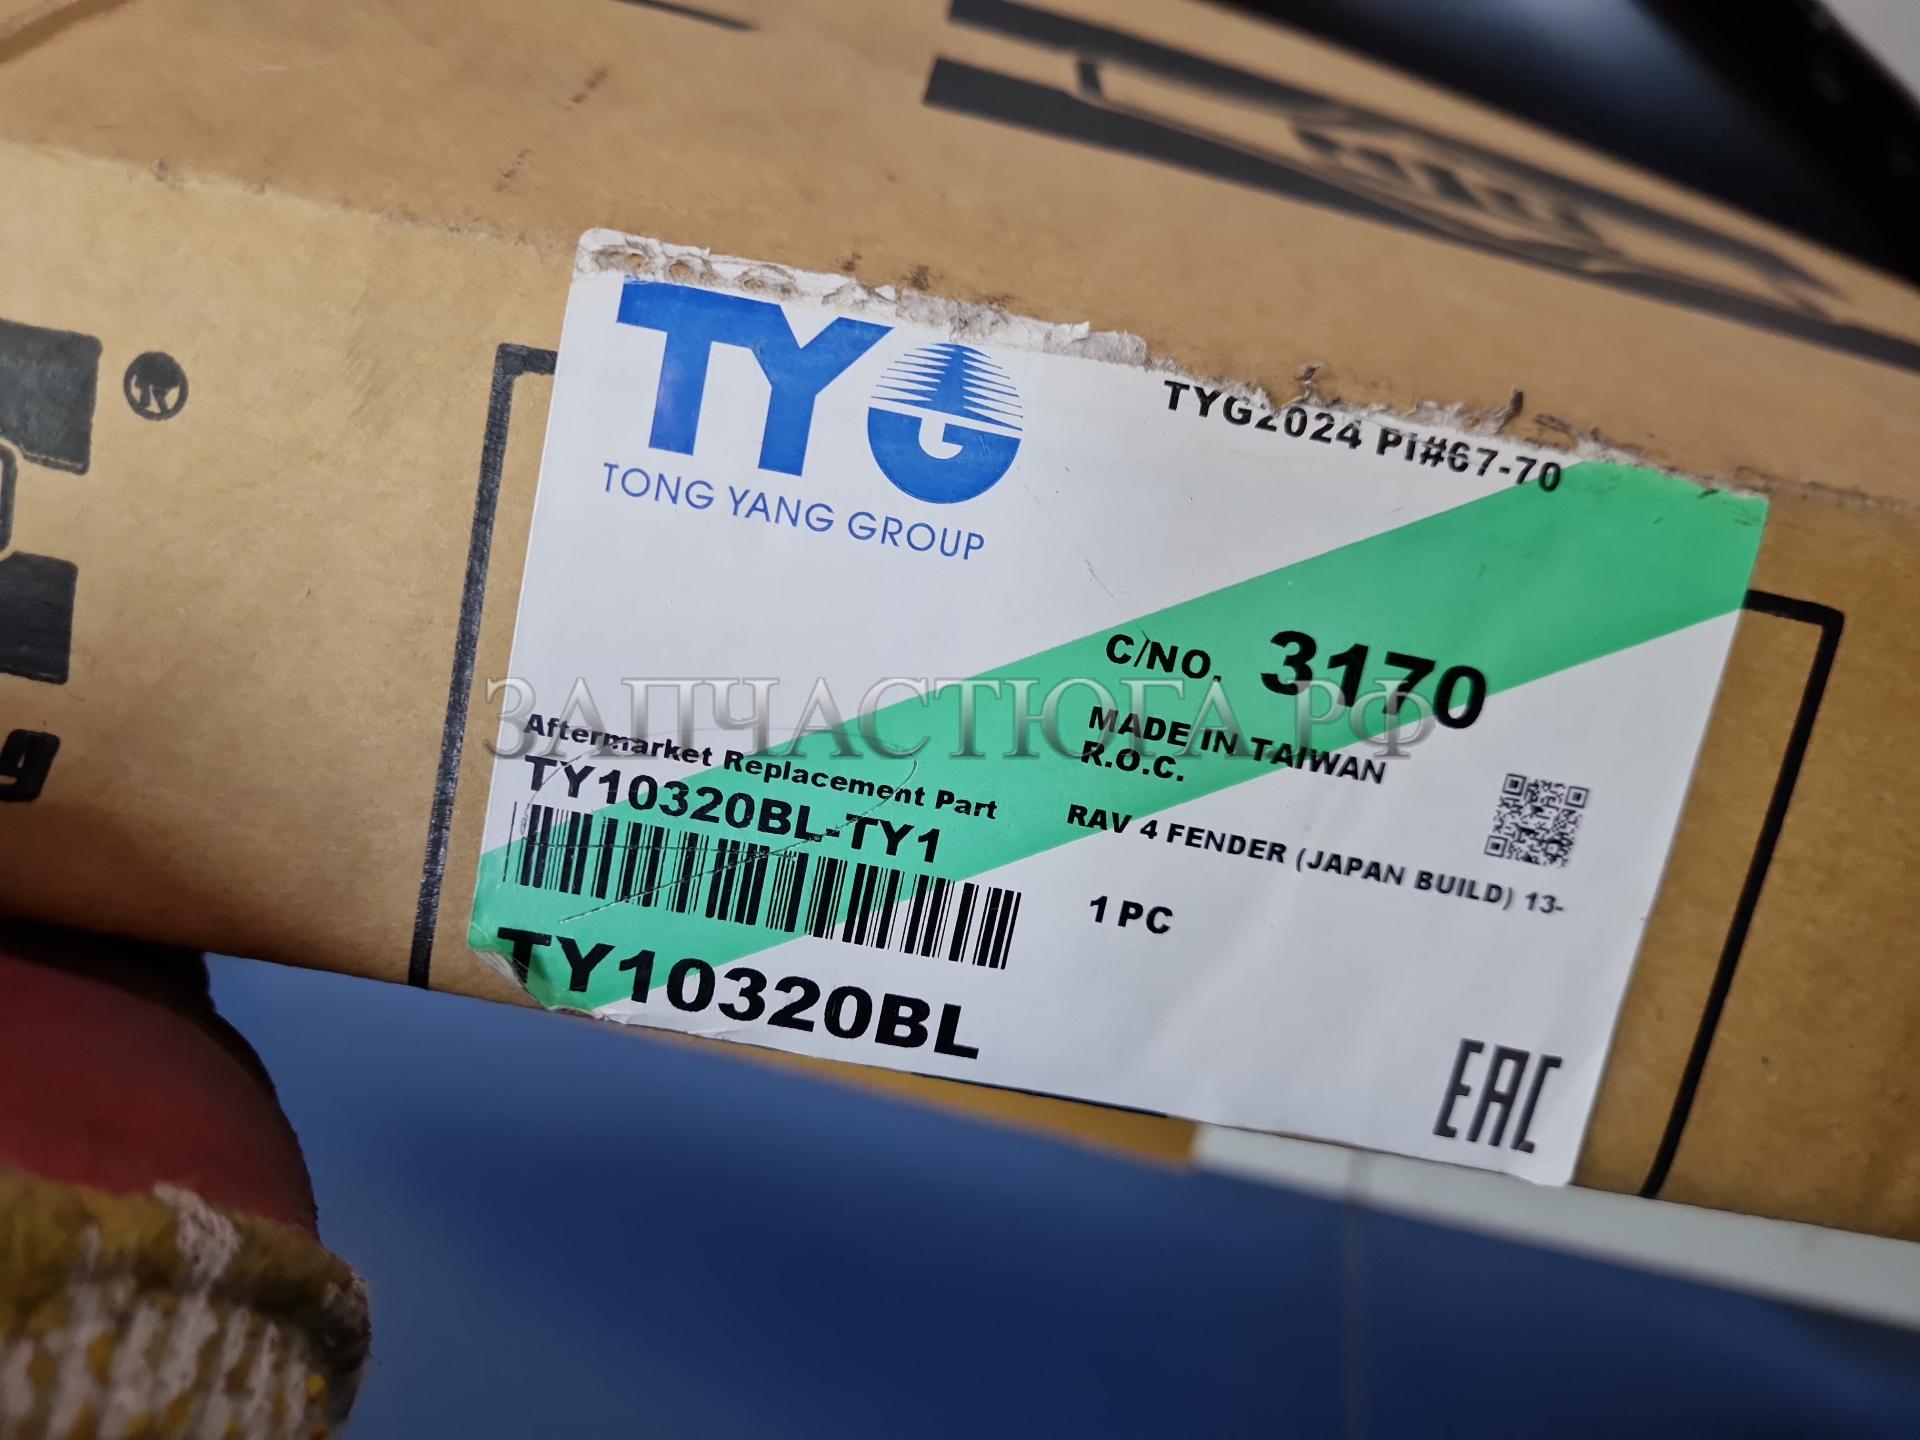 TYG
TONG YANG GROUP
TYG2024 PI#67-70
C/NO. 3170
MADE IN TAIWAN
R.O.C.
ЗАПЧАСТЮГА.РФ
Aftermarket Replacement Part
TY10320BL-TY1
RAV 4 FENDER (JAPAN BUILD) 13-
1 PC
TY10320BL
EAC
g